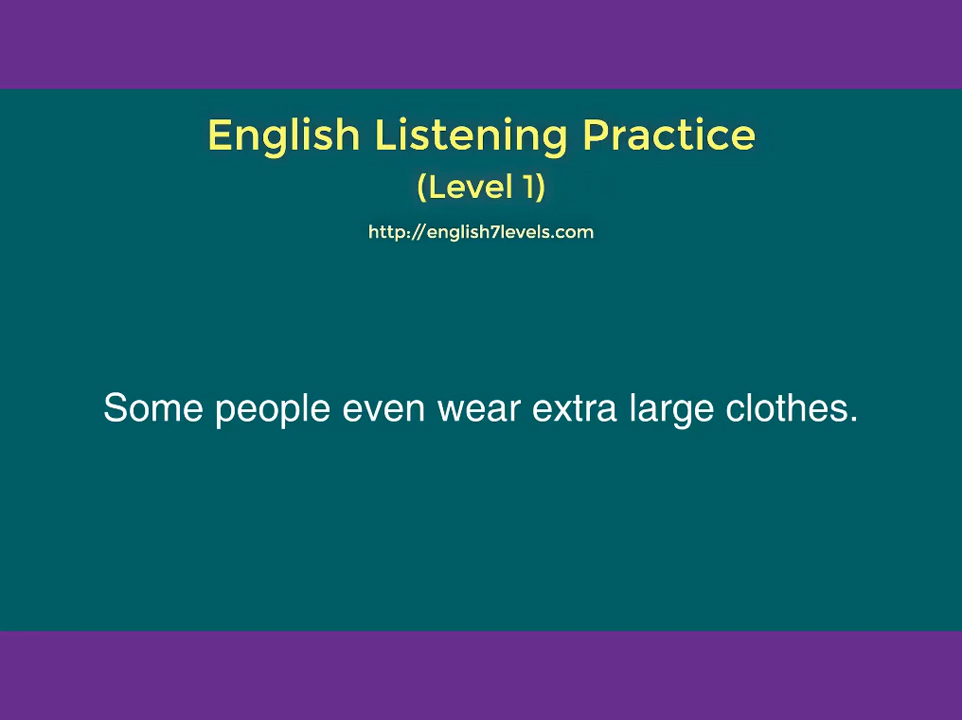 English Listening Practice
(Level 1)
http://english7levels.com
Some people even wear extra large clothes.